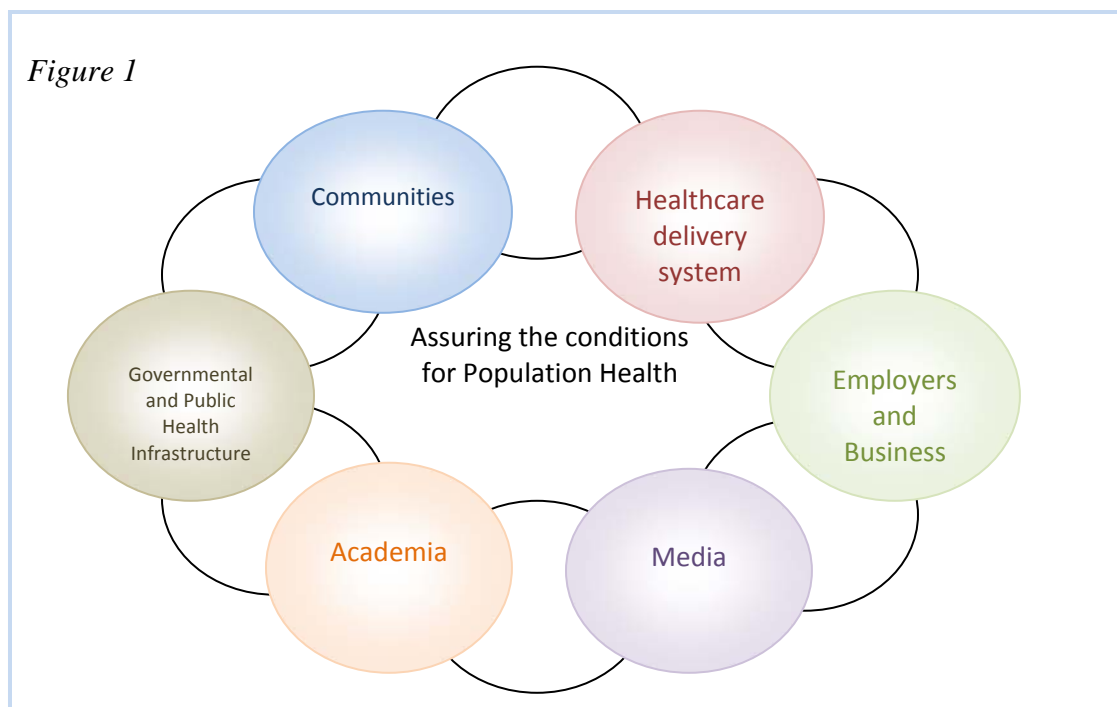 Figure 1
Communities
Healthcare
delivery
system
Assuring the conditions
for Population Health
Governmental
and Public
Health
Infrastructure
Employers
and
Business
Academia
Media